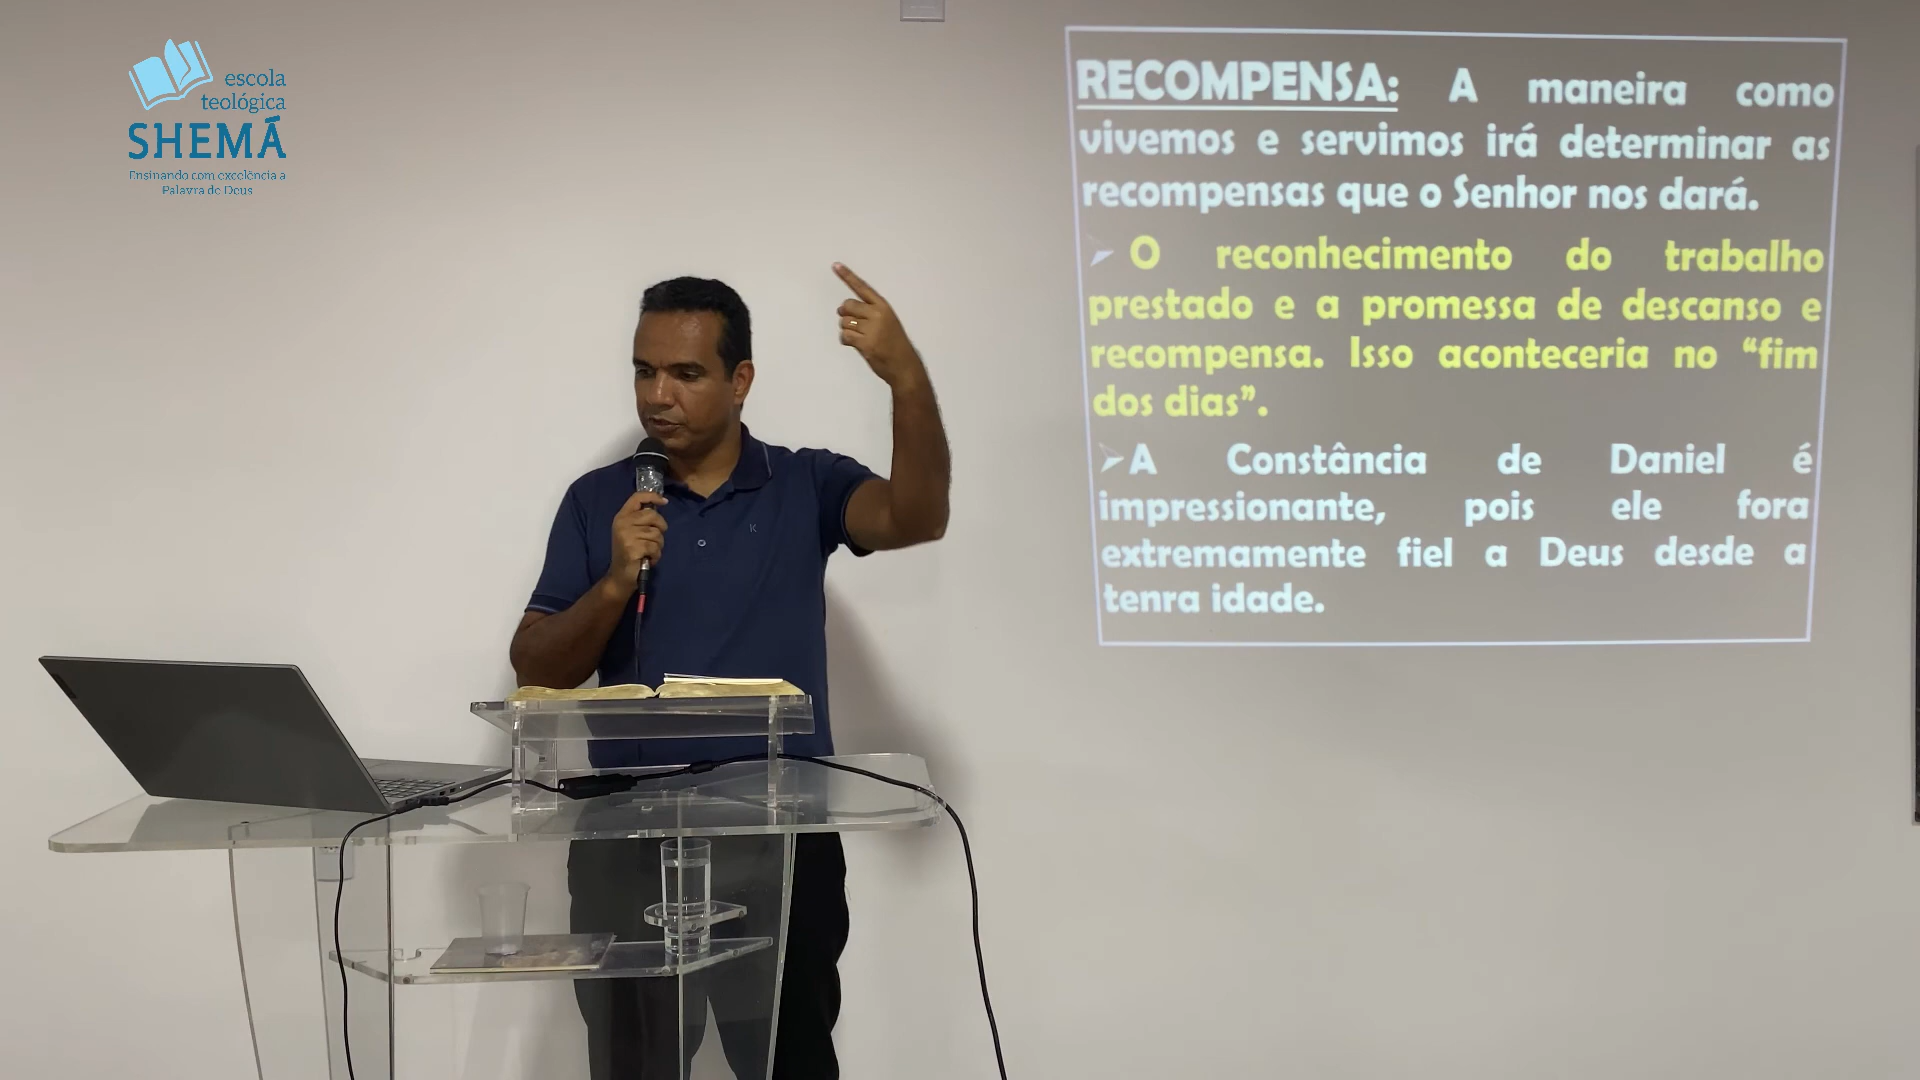 escola
teológica
SHEMÁ
Ensinando com excelência a
Palavra de Deus
RECOMPENSA: A maneira como
vivemos e servimos irá determinar as
recompensas que o Senhor nos dará.
➢ O reconhecimento do trabalho
prestado e a promessa de descanso e
recompensa. Isso aconteceria no “fim
dos dias”.
➢ A Constância de Daniel é
impressionante, pois ele fora
extremamente fiel a Deus desde a
tenra idade.
K